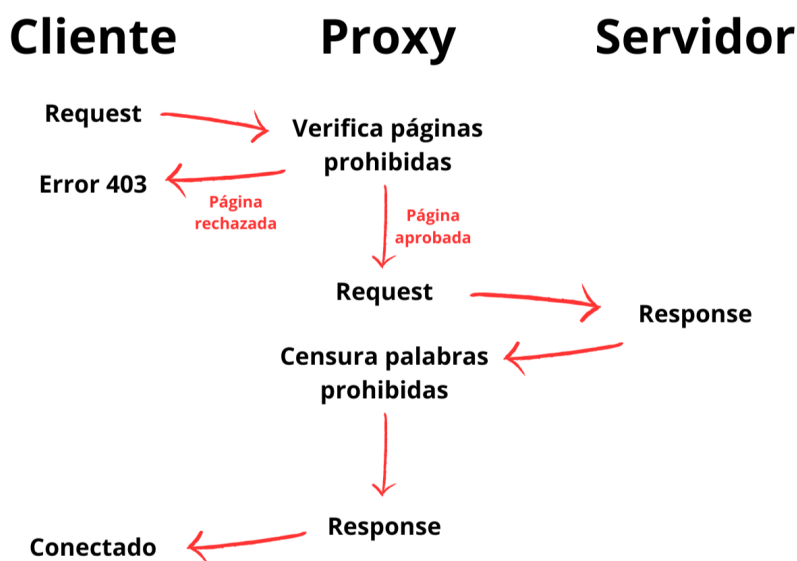 Cliente
Proxy
Servidor
Request
Verifica páginas
prohibidas
Error 403
Página
rechazada
Página
aprobada
Request
Response
Censura palabras
prohibidas
Response
Conectado